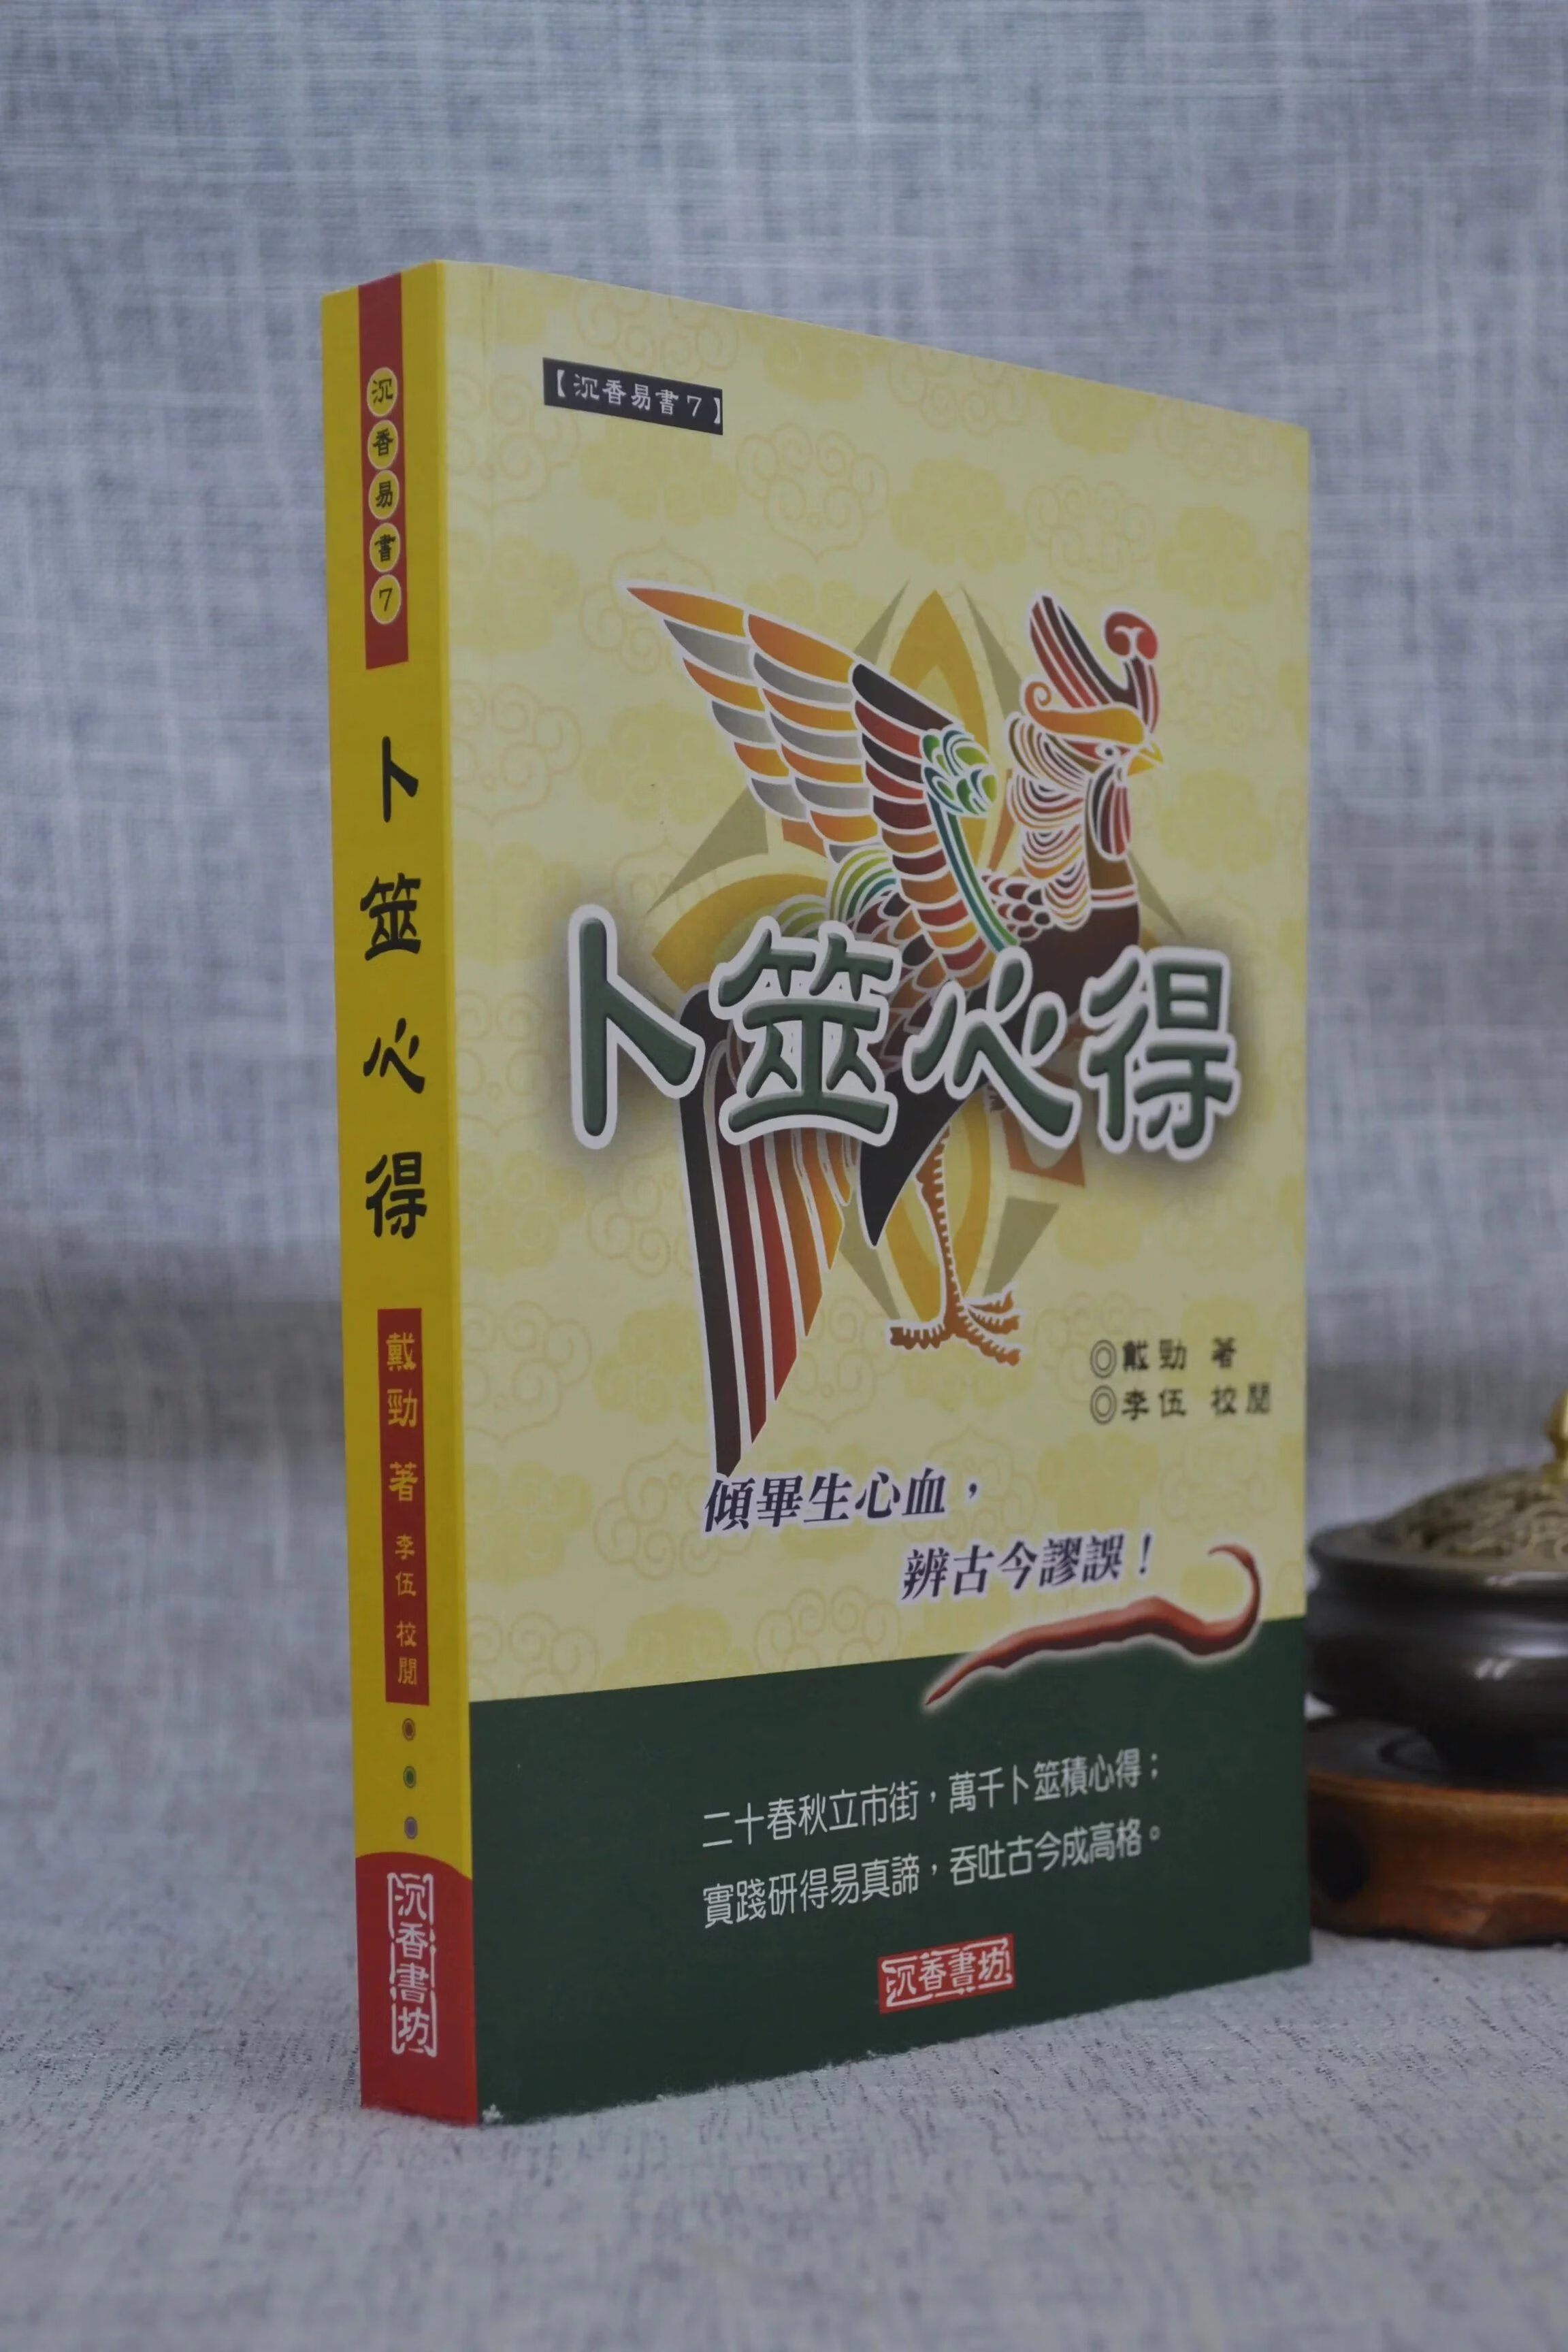 沉香易書7
卜筮心得
戴勁 著
李伍 校閱
沉香書坊
【沉香易書7】
卜筮心得
◎戴勁 著
◎李伍 校閱
傾畢生心血，
辨古今謬誤！
二十春秋立市街，萬千卜筮積心得；
實踐研得易真諦，吞吐古今成高格。
沉香書坊